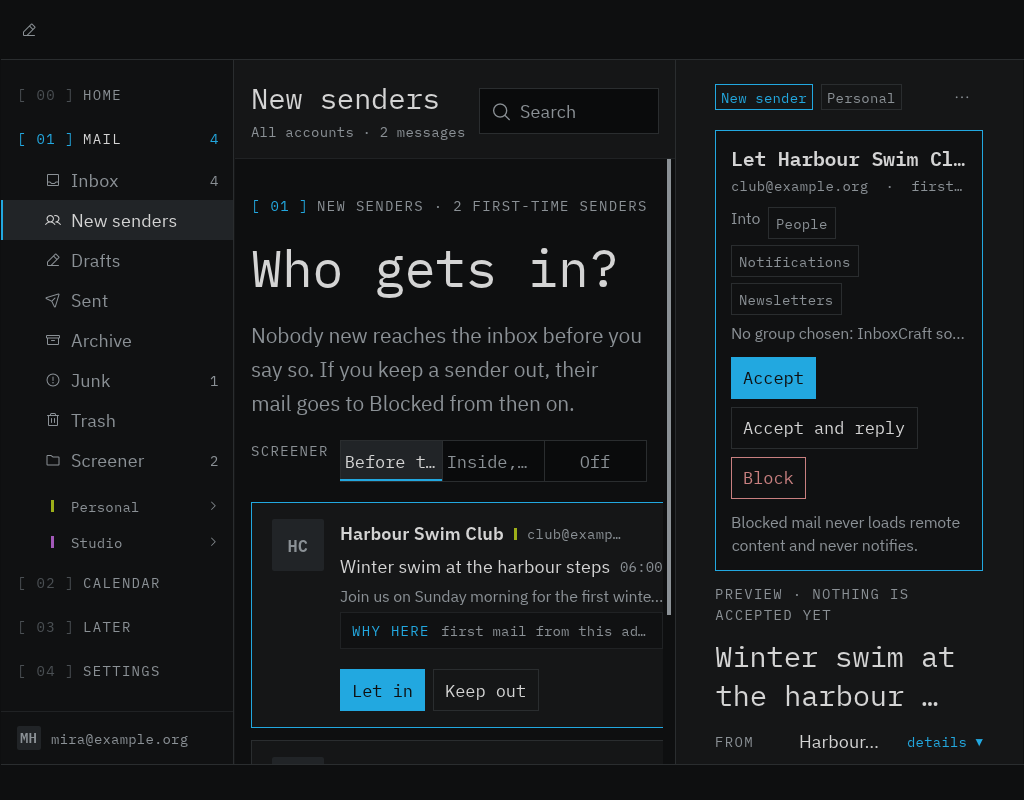 [ 00 ] HOME
[ 01 ] MAIL 4
Inbox 4
New senders
Drafts
Sent
Archive
Junk 1
Trash
Screener 2
Personal
Studio
[ 02 ] CALENDAR
[ 03 ] LATER
[ 04 ] SETTINGS
MH mira@example.org
New senders
All accounts · 2 messages
Search
[ 01 ] NEW SENDERS · 2 FIRST-TIME SENDERS
Who gets in?
Nobody new reaches the inbox before you
say so. If you keep a sender out, their
mail goes to Blocked from then on.
SCREENER Before t… Inside,… Off
HC Harbour Swim Club club@examp…
Winter swim at the harbour steps 06:00
Join us on Sunday morning for the first winte…
WHY HERE first mail from this ad…
Let in Keep out
New sender Personal ...
Let Harbour Swim Cl…
club@example.org · first…
Into People
Notifications
Newsletters
No group chosen: InboxCraft so…
Accept
Accept and reply
Block
Blocked mail never loads remote
content and never notifies.
PREVIEW · NOTHING IS
ACCEPTED YET
Winter swim at
the harbour …
FROM Harbour… details ▼